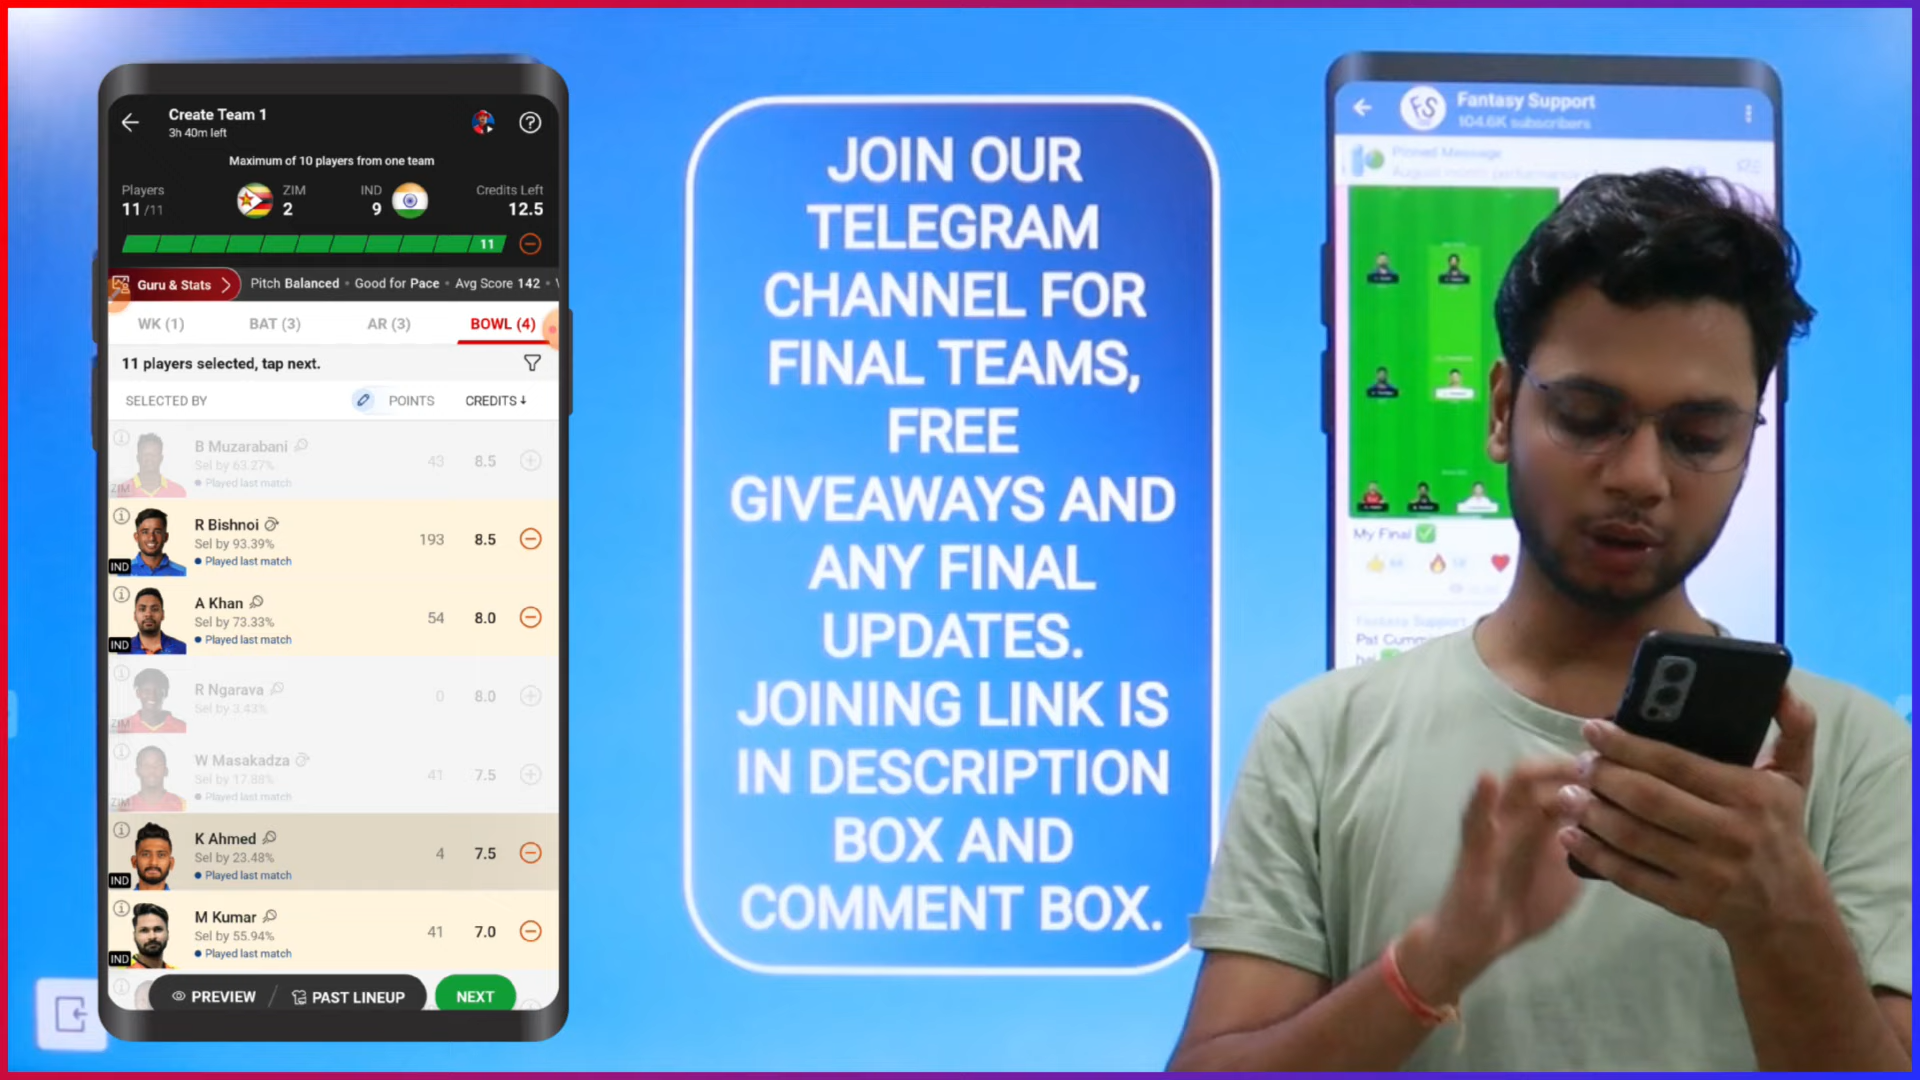 Create Team 1
3h 40m left
Maximum of 10 players from one team
Players
11 /11
ZIM
2
IND
9
Credits Left
12.5
11
Guru & Stats
Pitch Balanced • Good for Pace • Avg Score 142
WK (1)
BAT (3)
AR (3)
BOWL (4)
11 players selected, tap next.
SELECTED BY
POINTS
CREDITS↓
B Muzarabani
Sel by 63.27%
Played last match
ZIM
43
8.5
R Bishnoi
Sel by 93.39%
Played last match
IND
193
8.5
A Khan
Sel by 73.33%
Played last match
IND
54
8.0
R Ngarava
Sel by 3.43%
ZIM
0
8.0
W Masakadza
Sel by 17.88%
Played last match
ZIM
41
7.5
K Ahmed
Sel by 23.48%
Played last match
IND
4
7.5
M Kumar
Sel by 55.94%
Played last match
IND
41
7.0
PREVIEW
PAST LINEUP
NEXT
JOIN OUR
TELEGRAM
CHANNEL FOR
FINAL TEAMS,
FREE
GIVEAWAYS AND
ANY FINAL
UPDATES.
JOINING LINK IS
IN DESCRIPTION
BOX AND
COMMENT BOX.
FS
Fantasy Support
104.6K subscribers
Pinned Message
My Final
Fantasy Support